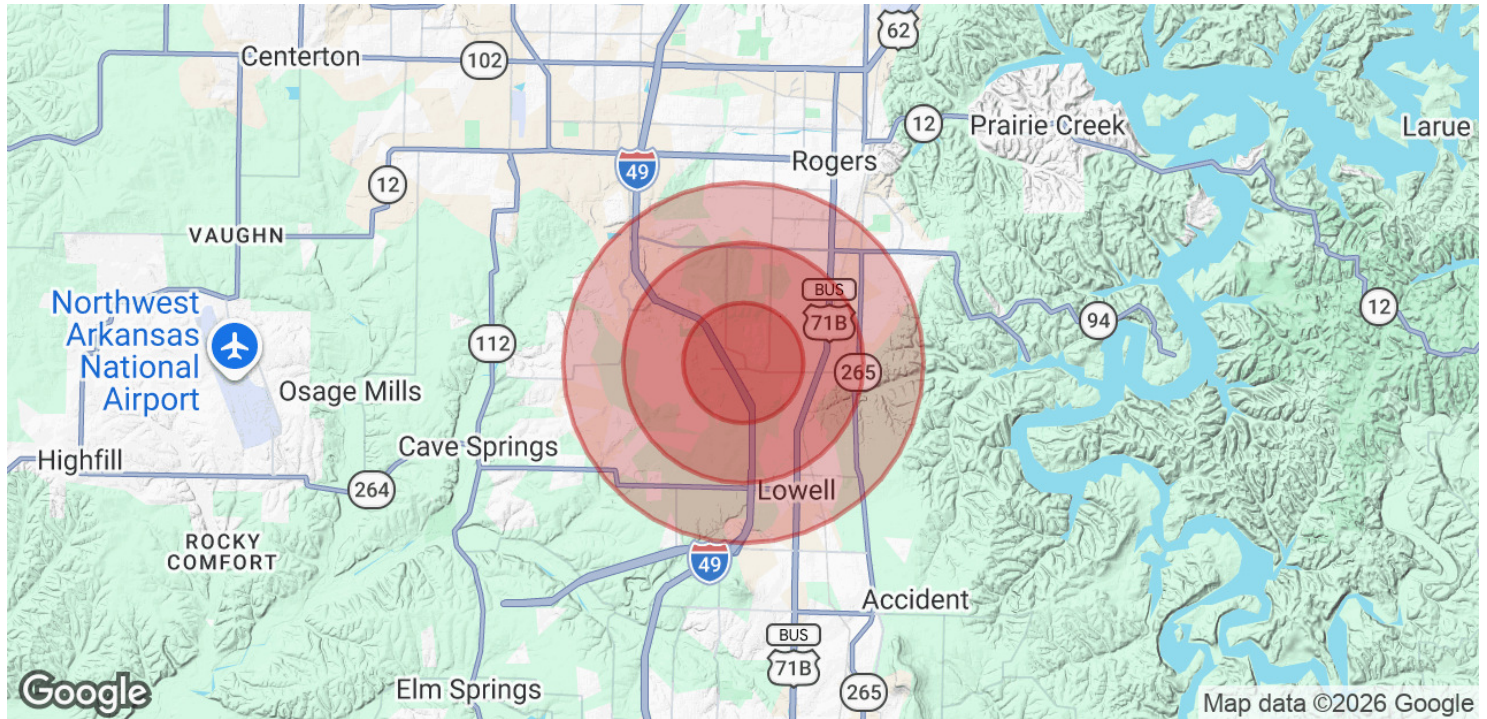 62
Centerton
102
12
Prairie Creek
Larue
Rogers
49
12
VAUGHN
BUS
71B
12
94
Northwest
Arkansas
National
Airport
112
265
Osage Mills
Cave Springs
Highfill
264
Lowell
ROCKY
COMFORT
49
Accident
BUS
71B
265
Elm Springs
Google
Map data ©2026 Google